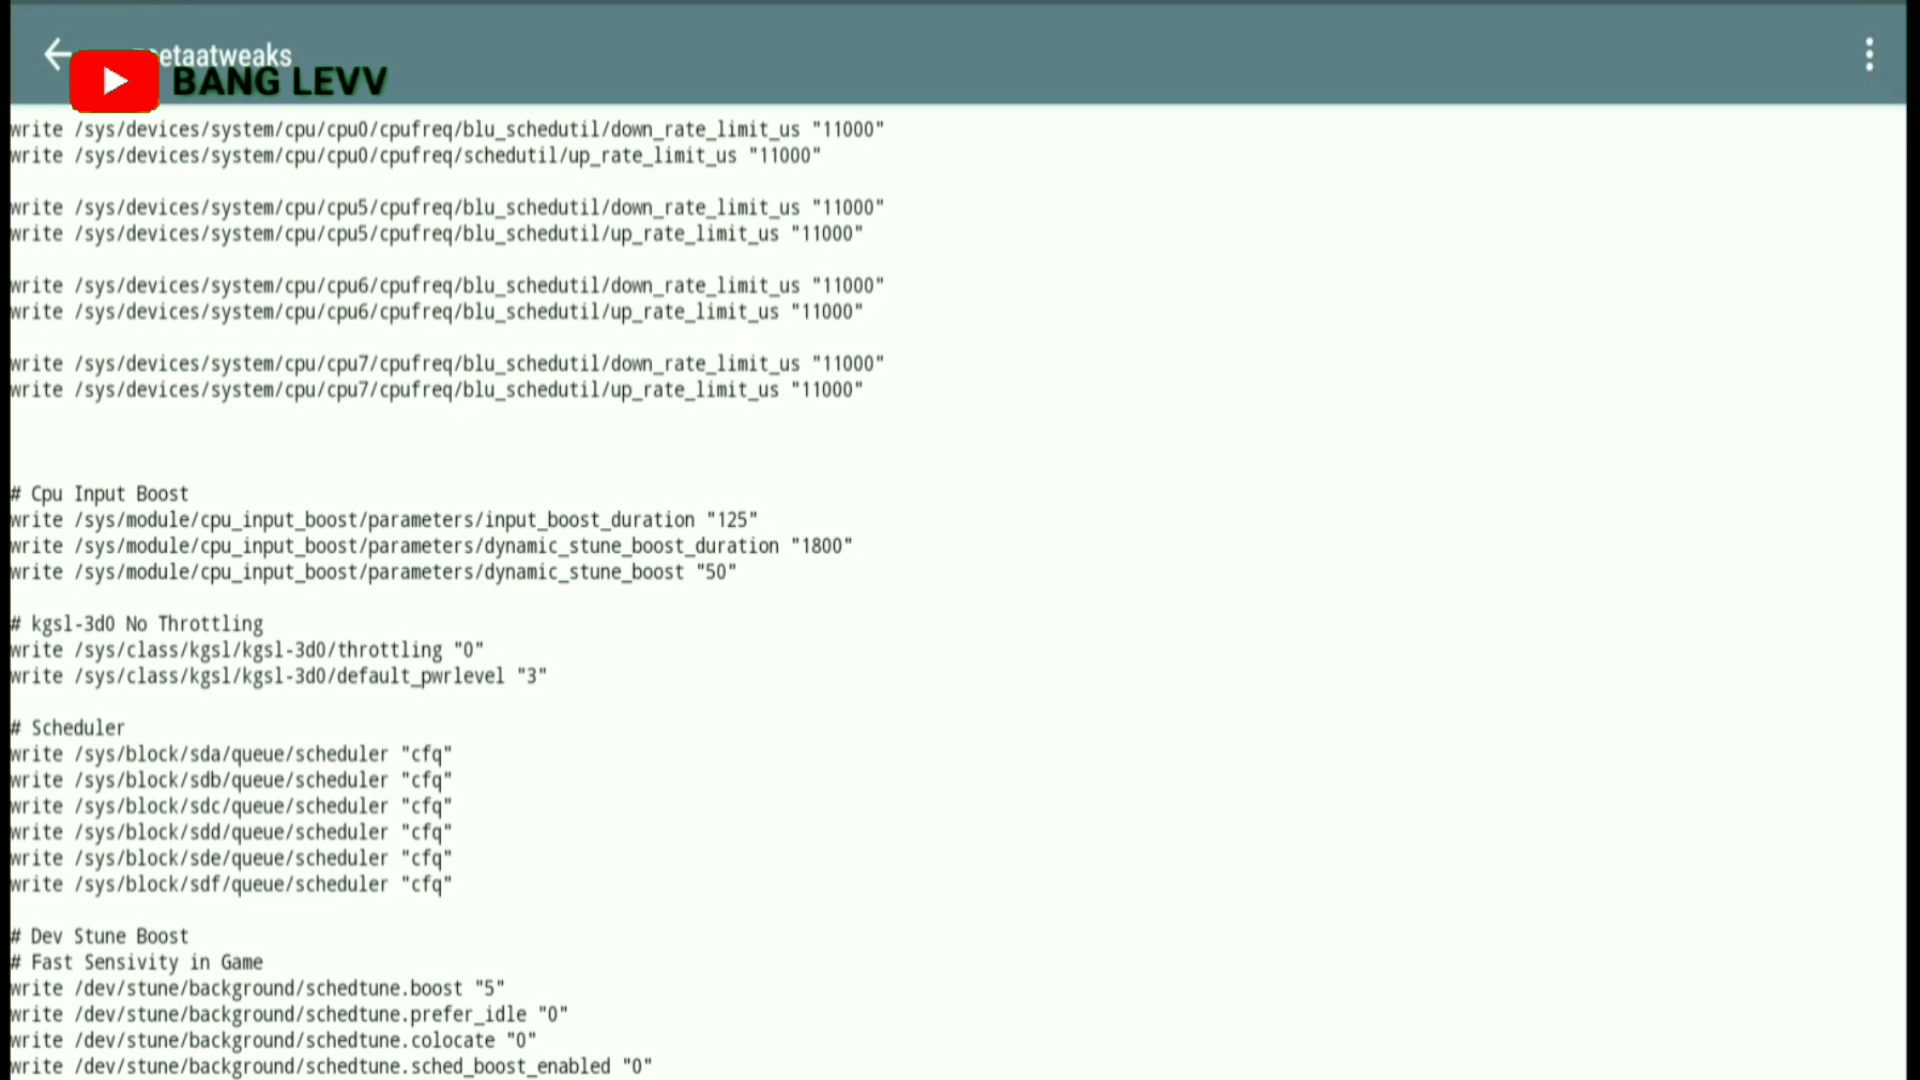 etaatweaks
BANG LEVV
write /sys/devices/system/cpu/cpu0/cpufreq/blu_schedutil/down_rate_limit_us "11000"
write /sys/devices/system/cpu/cpu0/cpufreq/schedutil/up_rate_limit_us "11000"
write /sys/devices/system/cpu/cpu5/cpufreq/blu_schedutil/down_rate_limit_us "11000"
write /sys/devices/system/cpu/cpu5/cpufreq/blu_schedutil/up_rate_limit_us "11000"
write /sys/devices/system/cpu/cpu6/cpufreq/blu_schedutil/down_rate_limit_us "11000"
write /sys/devices/system/cpu/cpu6/cpufreq/blu_schedutil/up_rate_limit_us "11000"
write /sys/devices/system/cpu/cpu7/cpufreq/blu_schedutil/down_rate_limit_us "11000"
write /sys/devices/system/cpu/cpu7/cpufreq/blu_schedutil/up_rate_limit_us "11000"
# Cpu Input Boost
write /sys/module/cpu_input_boost/parameters/input_boost_duration "125"
write /sys/module/cpu_input_boost/parameters/dynamic_stune_boost_duration "1800"
write /sys/module/cpu_input_boost/parameters/dynamic_stune_boost "50"
# kgsl-3d0 No Throttling
write /sys/class/kgsl/kgsl-3d0/throttling "0"
write /sys/class/kgsl/kgsl-3d0/default_pwrlevel "3"
# Scheduler
write /sys/block/sda/queue/scheduler "cfq"
write /sys/block/sdb/queue/scheduler "cfq"
write /sys/block/sdc/queue/scheduler "cfq"
write /sys/block/sdd/queue/scheduler "cfq"
write /sys/block/sde/queue/scheduler "cfq"
write /sys/block/sdf/queue/scheduler "cfq"
# Dev Stune Boost
# Fast Sensivity in Game
write /dev/stune/background/schedtune.boost "5"
write /dev/stune/background/schedtune.prefer_idle "0"
write /dev/stune/background/schedtune.colocate "0"
write /dev/stune/background/schedtune.sched_boost_enabled "0"